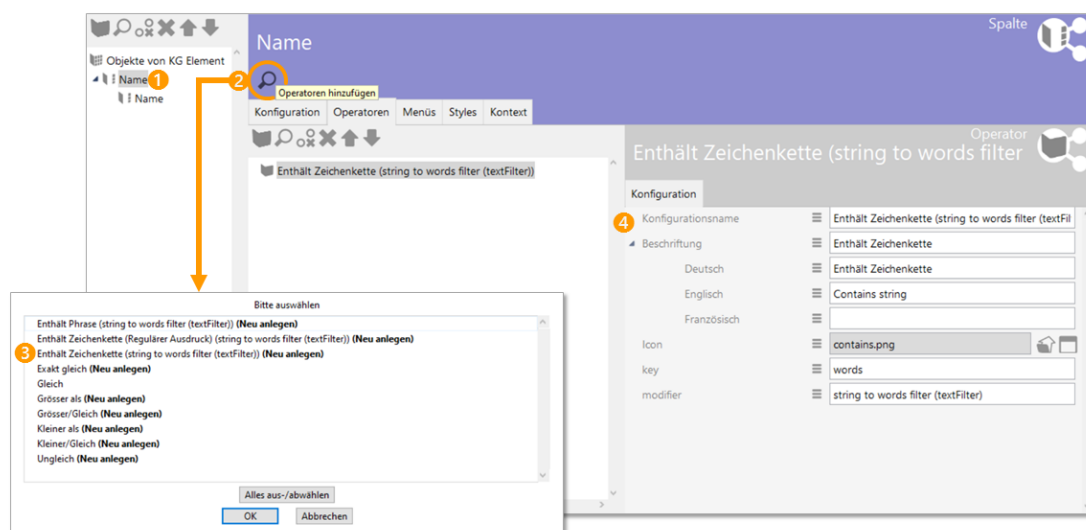 Objekte von KG Element
Name 1
Name
Name
Spalte
2
Operatoren hinzufügen
Konfiguration Operatoren Menüs Styles Kontext
Enthält Zeichenkette (string to words filter (textFilter))
Operator
Enthält Zeichenkette (string to words filter
Konfiguration
4
Konfigurationsname Enthält Zeichenkette (string to words filter (textFil
Beschriftung Enthält Zeichenkette
Deutsch Enthält Zeichenkette
Englisch Contains string
Französisch
Icon contains.png
key words
modifier string to words filter (textFilter)
Bitte auswählen
Enthält Phrase (string to words filter (textFilter)) (Neu anlegen)
Enthält Zeichenkette (Regulärer Ausdruck) (string to words filter (textFilter)) (Neu anlegen)
3 Enthält Zeichenkette (string to words filter (textFilter)) (Neu anlegen)
Exakt gleich (Neu anlegen)
Gleich
Grösser als (Neu anlegen)
Grösser/Gleich (Neu anlegen)
Kleiner als (Neu anlegen)
Kleiner/Gleich (Neu anlegen)
Ungleich (Neu anlegen)
Alles aus-/abwählen
OK Abbrechen